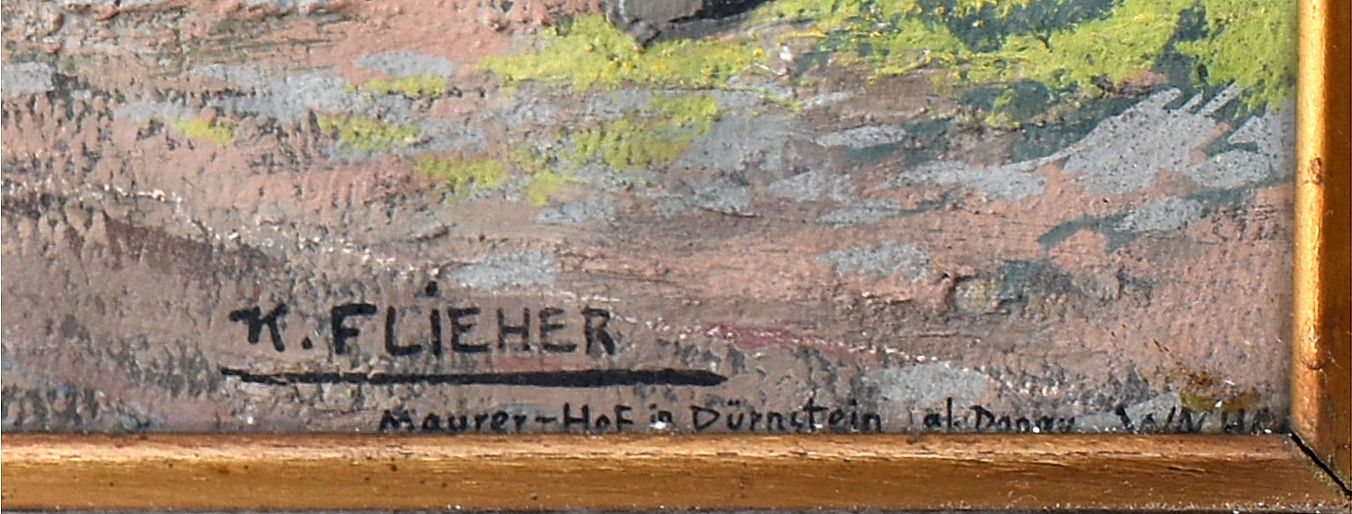 K. FLIEHER
Maurer-Hof in Dürnstein a/. Donau